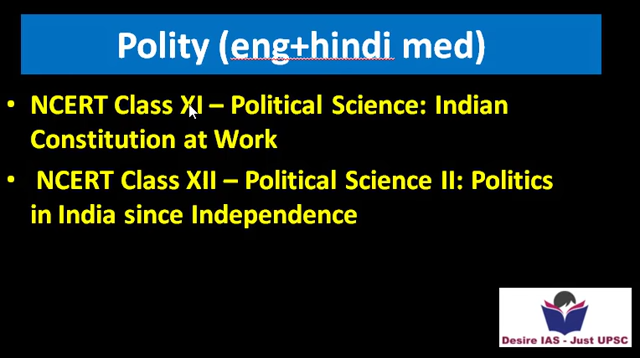 Polity (eng+hindi med)
• NCERT Class XI – Political Science: Indian
Constitution at Work
• NCERT Class XII – Political Science II: Politics
in India since Independence
Desire IAS - Just UPSC